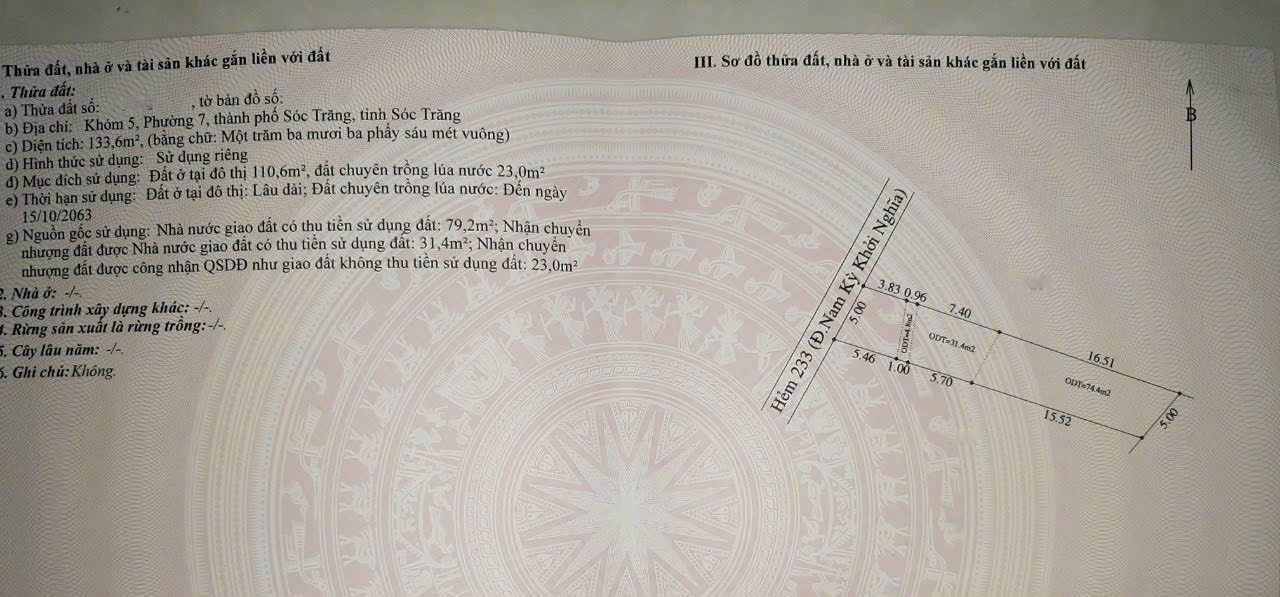 Thửa đất, nhà ở và tài sản khác gắn liền với đất
. Thửa đất:
a) Thửa đất số: , tờ bản đồ số:
b) Địa chỉ: Khóm 5, Phường 7, thành phố Sóc Trăng, tỉnh Sóc Trăng
c) Diện tích: 133,6m², (bằng chữ: Một trăm ba mươi ba phẩy sáu mét vuông)
d) Hình thức sử dụng: Sử dụng riêng
đ) Mục đích sử dụng: Đất ở tại đô thị 110,6m², đất chuyên trồng lúa nước 23,0m²
e) Thời hạn sử dụng: Đất ở tại đô thị: Lâu dài; Đất chuyên trồng lúa nước: Đến ngày
15/10/2063
g) Nguồn gốc sử dụng: Nhà nước giao đất có thu tiền sử dụng đất: 79,2m²; Nhận chuyển
nhượng đất được Nhà nước giao đất có thu tiền sử dụng đất: 31,4m²; Nhận chuyển
nhượng đất được công nhận QSDĐ như giao đất không thu tiền sử dụng đất: 23,0m²
2. Nhà ở: -/-.
3. Công trình xây dựng khác: -/-.
4. Rừng sản xuất là rừng trồng: -/-.
5. Cây lâu năm: -/-.
6. Ghi chú: Không.
III. Sơ đồ thửa đất, nhà ở và tài sản khác gắn liền với đất
B
Hẻm 233 (Đ.Nam Kỳ Khởi Nghĩa)
3.83 0.96
7.40
16.51
5.00
ODT=4.8m2
ODT=31.4m2
ODT=74.4m2
5.46
1.00
5.70
15.52
5.00